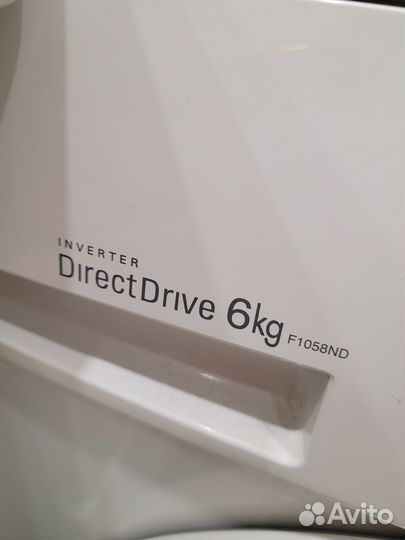 INVERTER
DirectDrive 6kg F1058ND
Avito